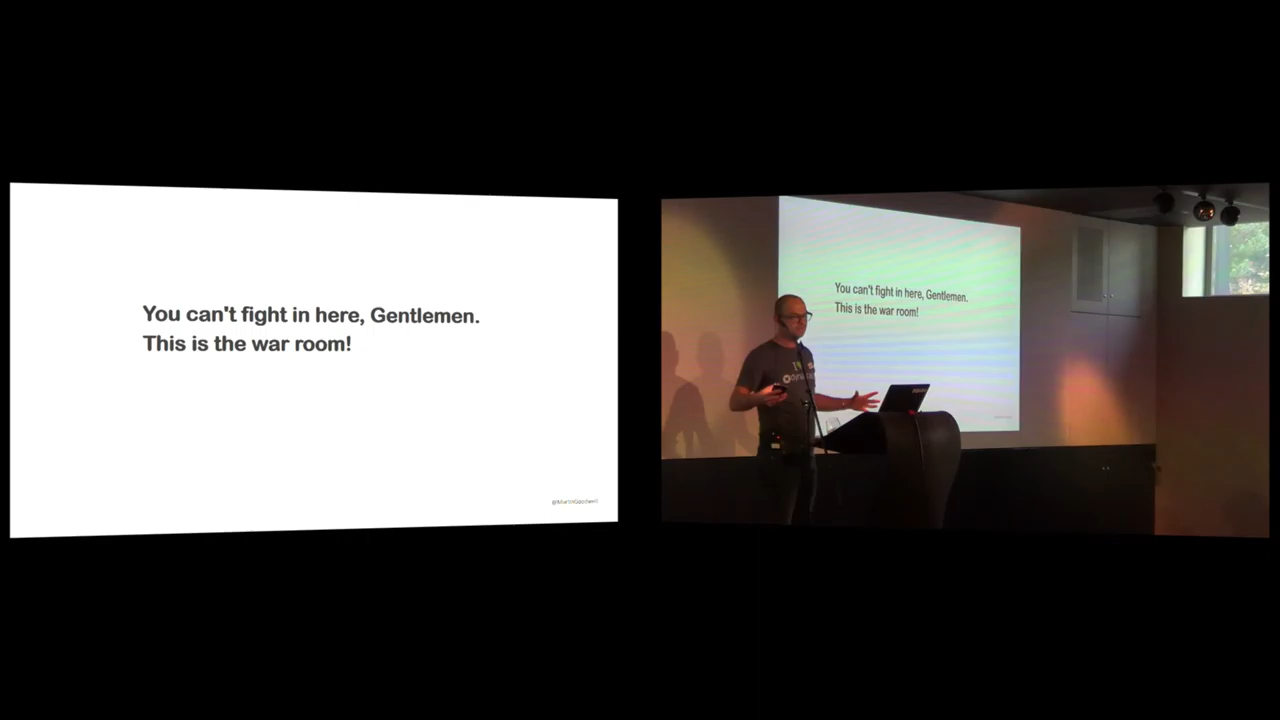 You can't fight in here, Gentlemen.
This is the war room!
@MartinGoodwell
You can't fight in here, Gentlemen.
This is the war room!